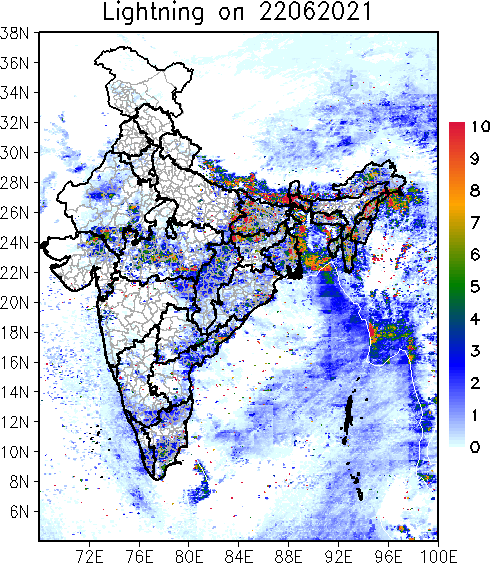 Lightning on 22062021
38N
36N
34N
32N
30N
28N
26N
24N
22N
20N
18N
16N
14N
12N
10N
8N
6N
72E 76E 80E 84E 88E 92E 96E 100E
10
9
8
7
6
5
4
3
2
1
0